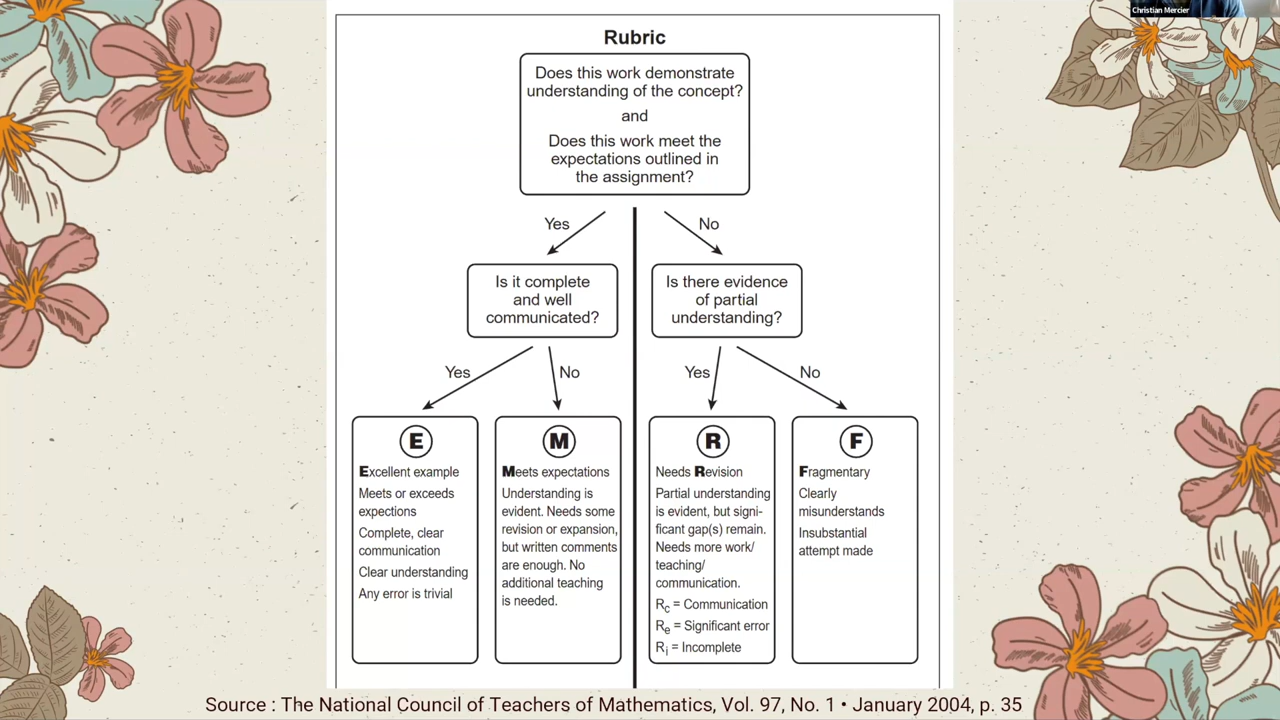 Christian Mercier
Rubric
Does this work demonstrate
understanding of the concept?
and
Does this work meet the
expectations outlined in
the assignment?
Yes
No
Is it complete
and well
communicated?
Is there evidence
of partial
understanding?
Yes
No
Yes
No
E
Excellent example
Meets or exceeds
expections
Complete, clear
communication
Clear understanding
Any error is trivial
M
Meets expectations
Understanding is
evident. Needs some
revision or expansion,
but written comments
are enough. No
additional teaching
is needed.
R
Needs Revision
Partial understanding
is evident, but signi-
ficant gap(s) remain.
Needs more work/
teaching/
communication.
Rc = Communication
Re = Significant error
Ri = Incomplete
F
Fragmentary
Clearly
misunderstands
Insubstantial
attempt made
Source : The National Council of Teachers of Mathematics, Vol. 97, No. 1 • January 2004, p. 35